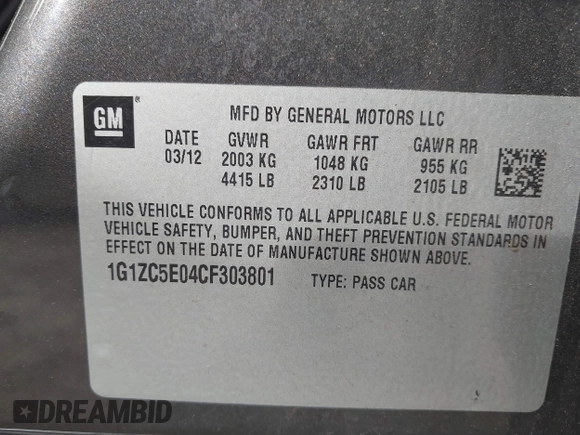 GM
MFD BY GENERAL MOTORS LLC
DATE GVWR GAWR FRT GAWR RR
03/12 2003 KG 1048 KG 955 KG
4415 LB 2310 LB 2105 LB
THIS VEHICLE CONFORMS TO ALL APPLICABLE U.S. FEDERAL MOTOR
VEHICLE SAFETY, BUMPER, AND THEFT PREVENTION STANDARDS IN
EFFECT ON THE DATE OF MANUFACTURE SHOWN ABOVE.
1G1ZC5E04CF303801 TYPE: PASS CAR
DREAMBID